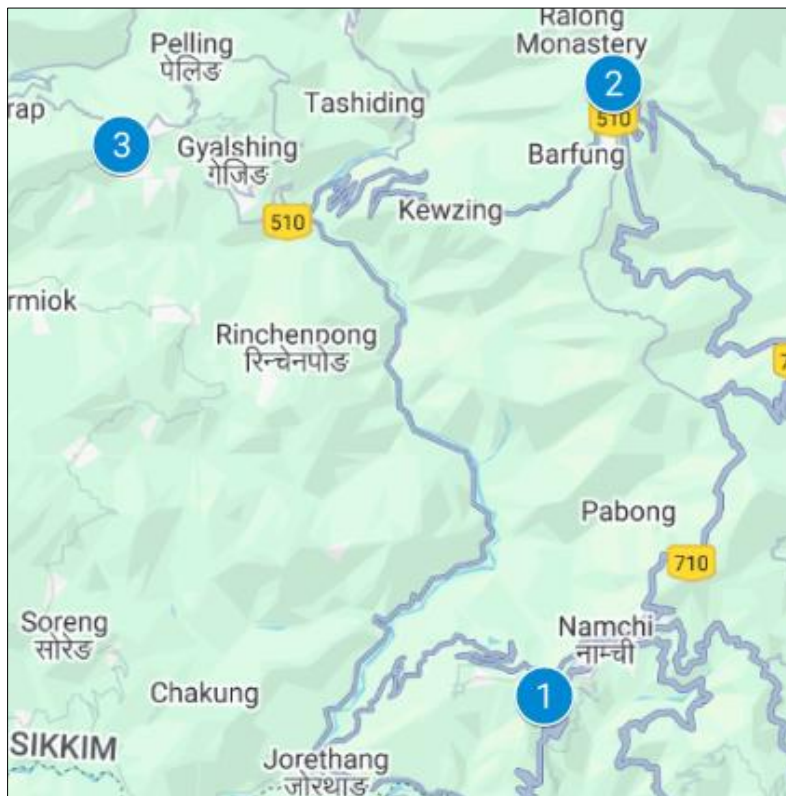 Ralong
Monastery
Pelling
पेलिङ
2
510
rap
Tashiding
3
Gyalshing
गेजिङ
Barfung
Kewzing
510
rmiok
Rinchenpong
रिन्चेनपोङ
7
Pabong
710
Soreng
सोरेङ
Namchi
नाम्ची
Chakung
1
SIKKIM
Jorethang
जोरथाङ